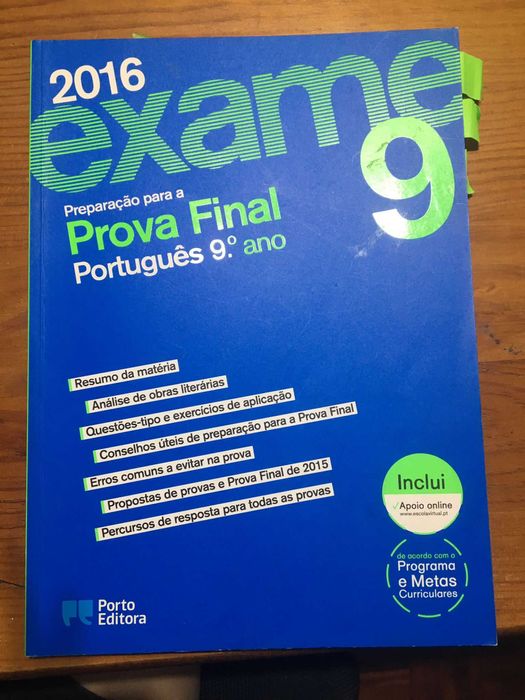 2016
exame
9
Preparação para a
Prova Final
Português 9.º ano
Resumo da matéria
Análise de obras literárias
Questões-tipo e exercícios de aplicação
Conselhos úteis de preparação para a Prova Final
Erros comuns a evitar na prova
Propostas de provas e Prova Final de 2015
Percursos de resposta para todas as provas
Inclui
✓Apoio online
www.escolavirtual.pt
de acordo com o
Programa
e Metas
Curriculares
Porto
Editora